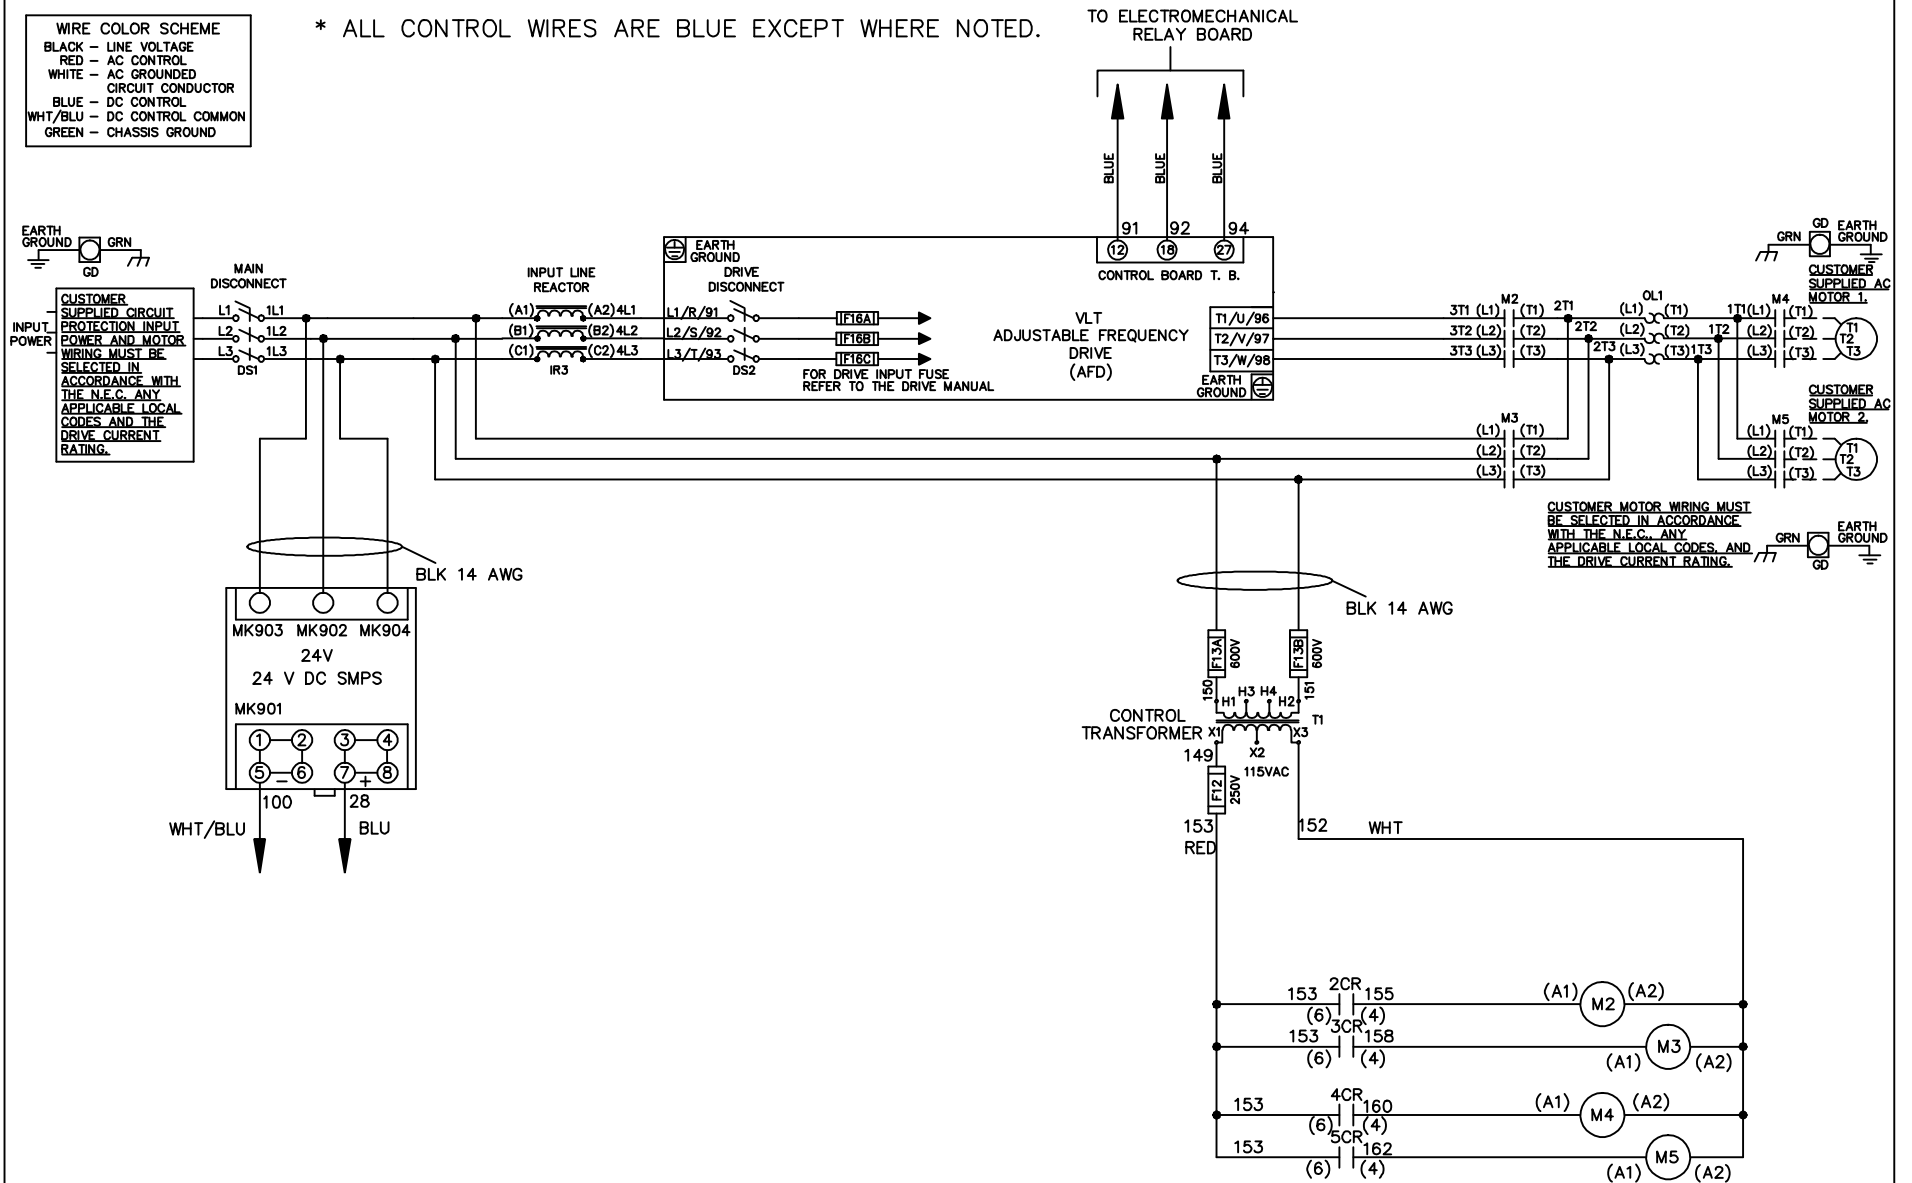 WIRE COLOR SCHEME
BLACK – LINE VOLTAGE
RED – AC CONTROL
WHITE – AC GROUNDED
CIRCUIT CONDUCTOR
BLUE – DC CONTROL
WHT/BLU – DC CONTROL COMMON
GREEN – CHASSIS GROUND
* ALL CONTROL WIRES ARE BLUE EXCEPT WHERE NOTED.
TO ELECTROMECHANICAL
RELAY BOARD
BLUE
BLUE
BLUE
91 92 94
12 18 27
CONTROL BOARD T. B.
EARTH
GROUND
GRN
GD
INPUT
POWER
CUSTOMER
SUPPLIED CIRCUIT
PROTECTION INPUT
POWER AND MOTOR
WIRING MUST BE
SELECTED IN
ACCORDANCE WITH
THE N.E.C. ANY
APPLICABLE LOCAL
CODES AND THE
DRIVE CURRENT
RATING.
MAIN
DISCONNECT
L1 1L1
L2 1L2
L3 1L3
DS1
INPUT LINE
REACTOR
(A1) (A2) 4L1
(B1) (B2) 4L2
(C1) (C2) 4L3
IR3
EARTH
GROUND
DRIVE
DISCONNECT
L1/R/91
L2/S/92
L3/T/93
DS2
F16A
F16B
F16C
FOR DRIVE INPUT FUSE
REFER TO THE DRIVE MANUAL
VLT
ADJUSTABLE FREQUENCY
DRIVE
(AFD)
T1/U/96
T2/V/97
T3/W/98
EARTH
GROUND
M2
3T1 (L1) (T1) 2T1
3T2 (L2) (T2) 2T2
3T3 (L3) (T3) 2T3
OL1
(L1) (T1) 1T1
(L2) (T2) 1T2
(L3) (T3) 1T3
M4
(L1) (T1)
(L2) (T2)
(L3) (T3)
T1
T2
T3
GRN
GD
EARTH
GROUND
CUSTOMER
SUPPLIED AC
MOTOR 1.
M3
(L1) (T1)
(L2) (T2)
(L3) (T3)
M5
(L1) (T1)
(L2) (T2)
(L3) (T3)
T1
T2
T3
CUSTOMER
SUPPLIED AC
MOTOR 2.
CUSTOMER MOTOR WIRING MUST
BE SELECTED IN ACCORDANCE
WITH THE N.E.C., ANY
APPLICABLE LOCAL CODES, AND
THE DRIVE CURRENT RATING.
GRN
GD
EARTH
GROUND
BLK 14 AWG
MK903 MK902 MK904
24V
24 V DC SMPS
MK901
1 2 3 4
5 – 6 7 + 8
100 28
WHT/BLU BLU
BLK 14 AWG
F13A 600V
F13B 600V
150 151
H1 H3 H4 H2
CONTROL
TRANSFORMER
T1
X1 X2 X3
149
115VAC
F12 250V
153
RED
152 WHT
2CR
153 155
(6) (4)
(A1) M2 (A2)
3CR
153 158
(6) (4)
(A1) M3 (A2)
4CR
153 160
(6) (4)
(A1) M4 (A2)
5CR
153 162
(6) (4)
(A1) M5 (A2)